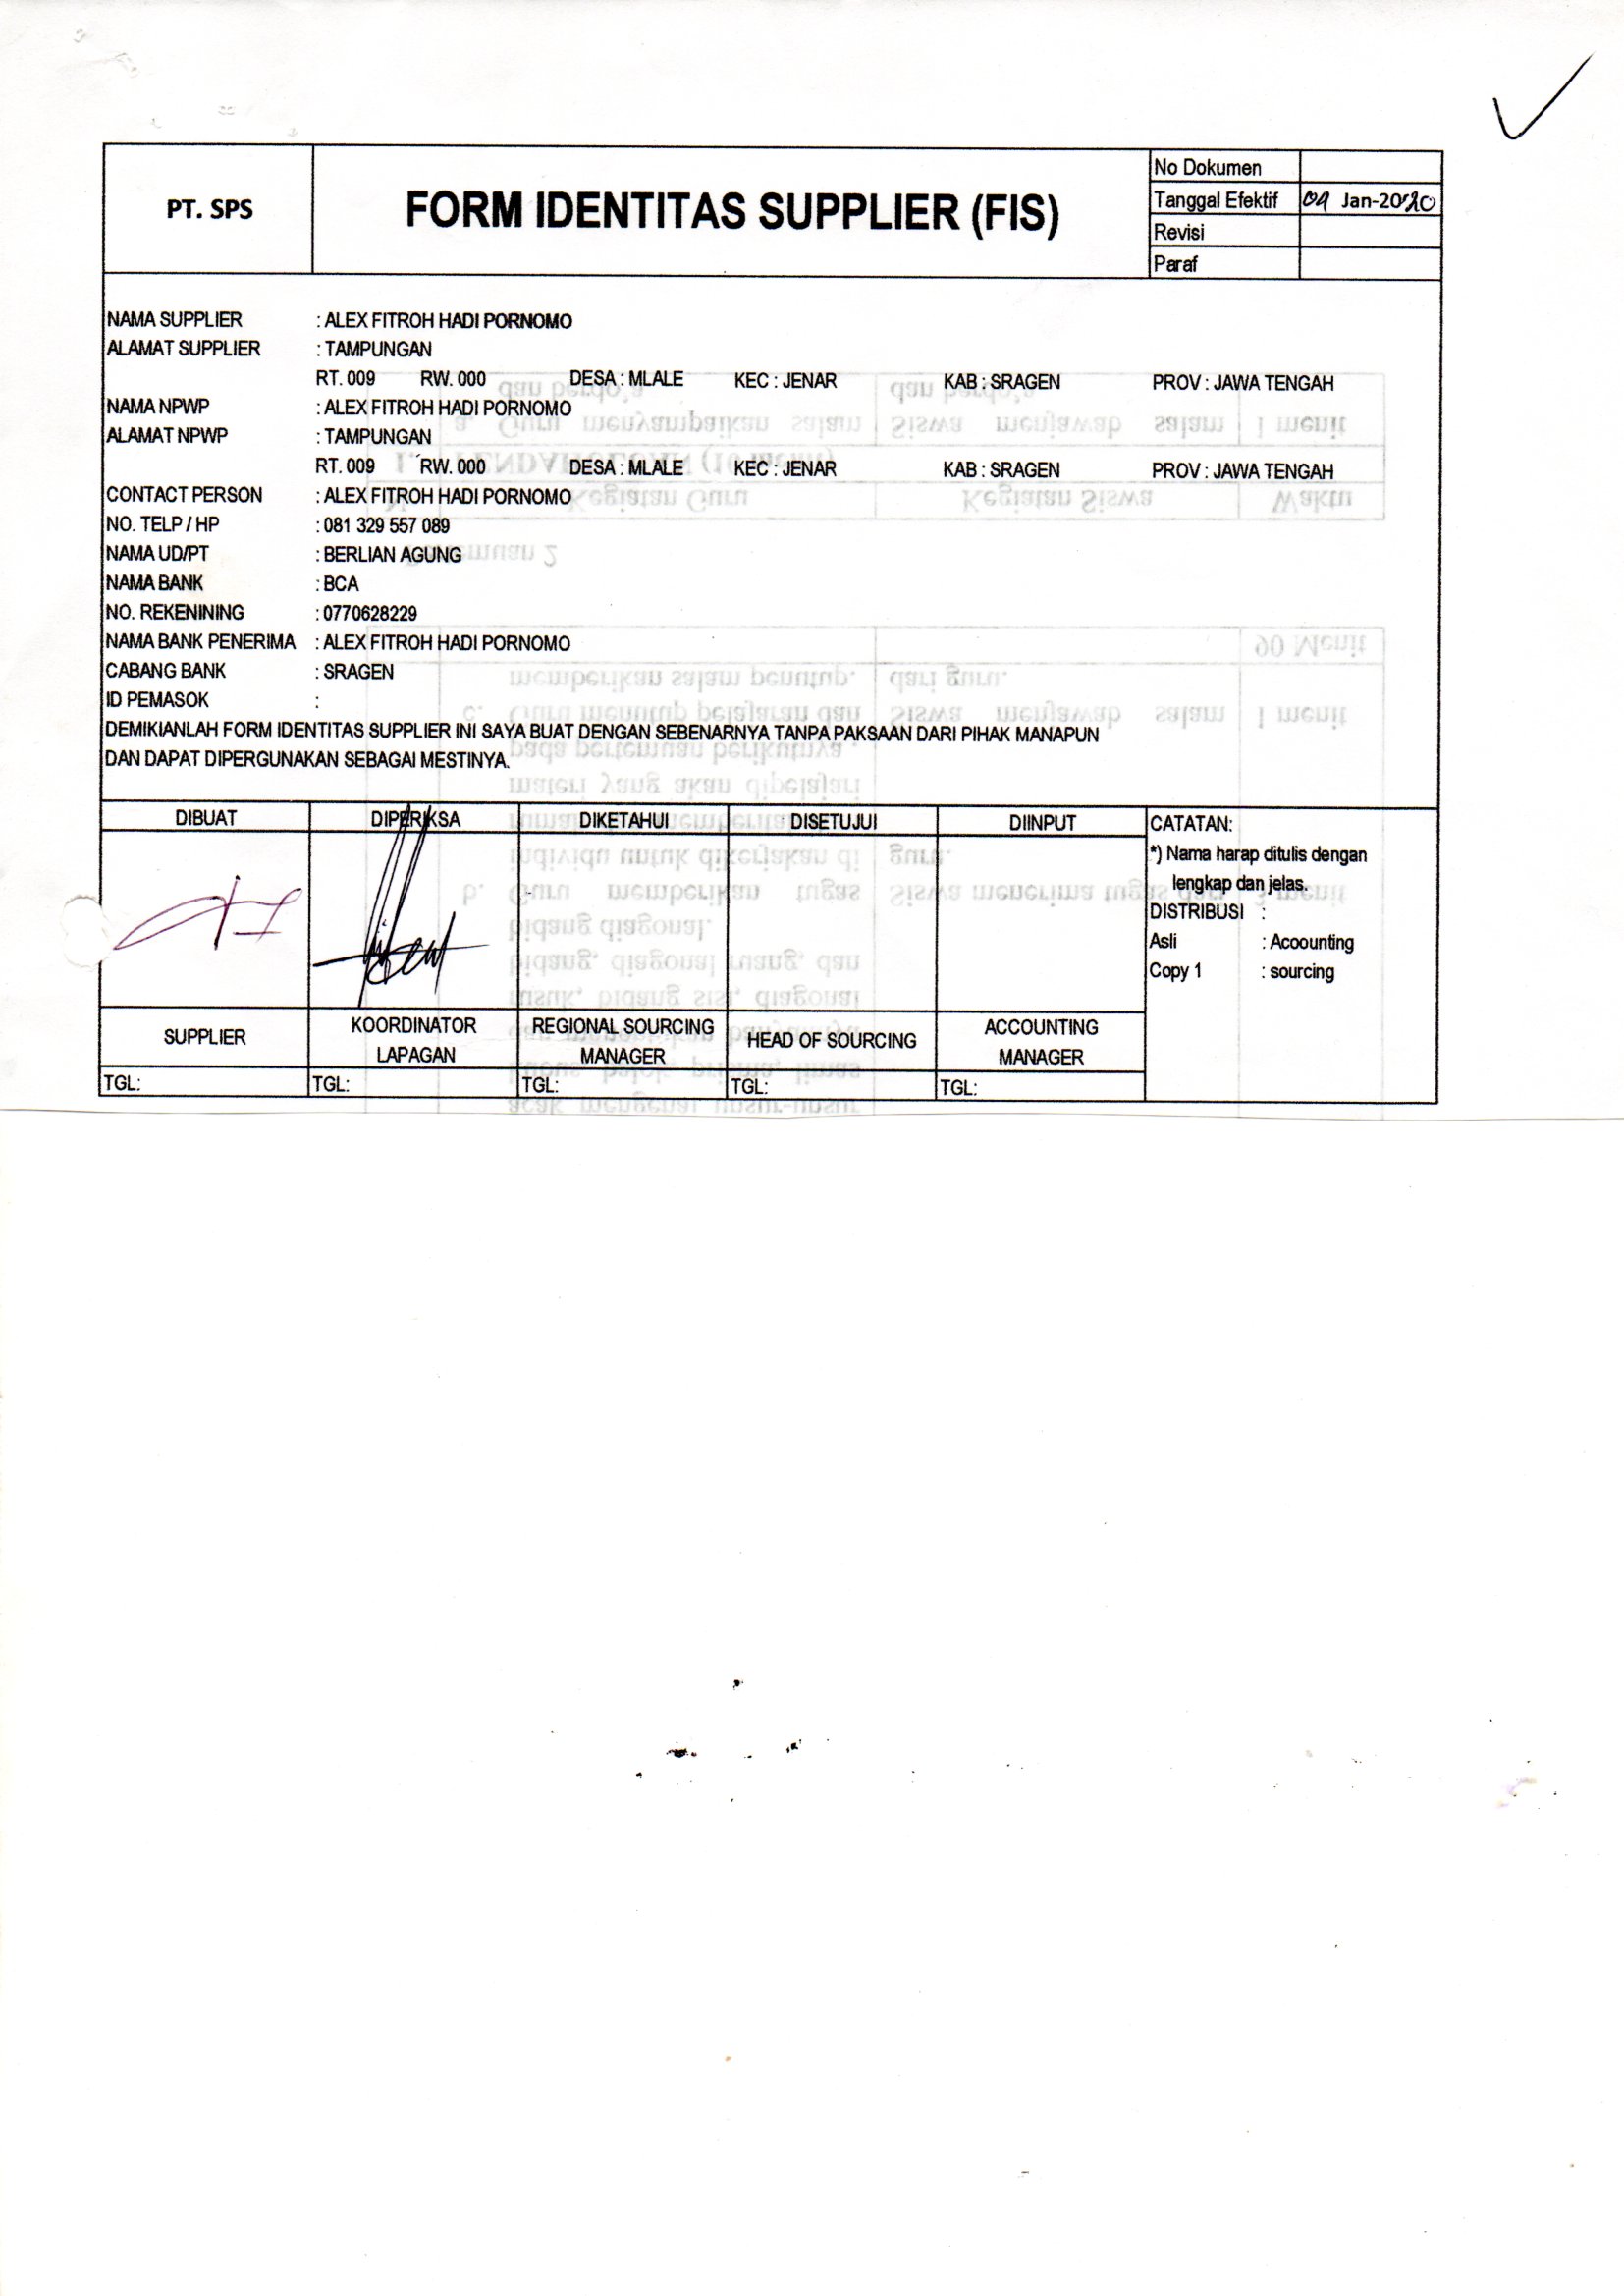 PT. SPS
FORM IDENTITAS SUPPLIER (FIS)
No Dokumen
Tanggal Efektif Jan-2020
Revisi
Paraf
NAMA SUPPLIER : ALEX FITROH HADI PORNOMO
ALAMAT SUPPLIER : TAMPUNGAN
RT. 009 RW. 000 DESA : MLALE KEC : JENAR KAB : SRAGEN PROV : JAWA TENGAH
NAMA NPWP : ALEX FITROH HADI PORNOMO
ALAMAT NPWP : TAMPUNGAN
RT. 009 RW. 000 DESA : MLALE KEC : JENAR KAB : SRAGEN PROV : JAWA TENGAH
CONTACT PERSON : ALEX FITROH HADI PORNOMO
NO. TELP / HP : 081 329 557 089
NAMA UD/PT : BERLIAN AGUNG
NAMA BANK : BCA
NO. REKENINING : 0770628229
NAMA BANK PENERIMA : ALEX FITROH HADI PORNOMO
CABANG BANK : SRAGEN
ID PEMASOK :
DEMIKIANLAH FORM IDENTITAS SUPPLIER INI SAYA BUAT DENGAN SEBENARNYA TANPA PAKSAAN DARI PIHAK MANAPUN
DAN DAPAT DIPERGUNAKAN SEBAGAI MESTINYA.
DIBUAT DIPERIKSA DIKETAHUI DISETUJUI DIINPUT
CATATAN:
*) Nama harap ditulis dengan
lengkap dan jelas.
DISTRIBUSI :
Asli : Acoounting
Copy 1 : sourcing
SUPPLIER
KOORDINATOR
LAPAGAN
REGIONAL SOURCING
MANAGER
HEAD OF SOURCING
ACCOUNTING
MANAGER
TGL: TGL: TGL: TGL: TGL: